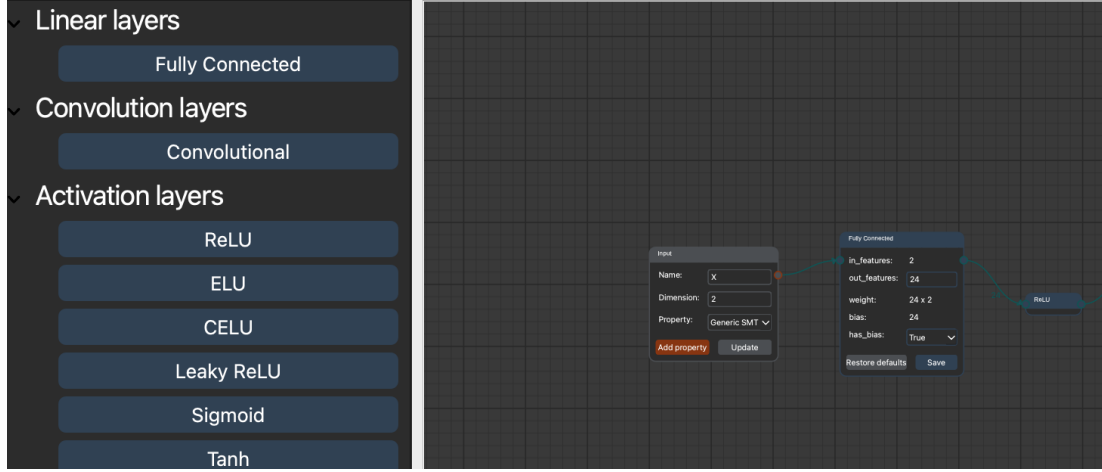 Linear layers
Fully Connected
Convolution layers
Convolutional
Activation layers
ReLU
ELU
CELU
Leaky ReLU
Sigmoid
Tanh
Input
Name: X
Dimension: 2
Property: Generic SMT
Add property Update
Fully Connected
in_features: 2
out_features: 24
weight: 24 x 2
bias: 24
has_bias: True
Restore defaults Save
ReLU